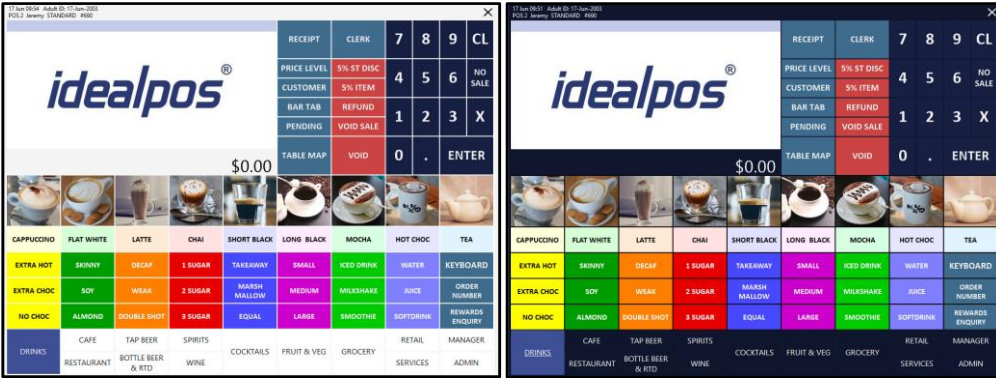 17 Jun 09:54 Adult ID: 17-Jun-2003
POS.2 Jeremy STANDARD #690
X
RECEIPT CLERK 7 8 9 CL
idealpos®
PRICE LEVEL 5% ST DISC 4 5 6 NO SALE
CUSTOMER 5% ITEM
BAR TAB REFUND 1 2 3 X
PENDING VOID SALE
TABLE MAP VOID 0 . ENTER
$0.00
CAPPUCCINO FLAT WHITE LATTE CHAI SHORT BLACK LONG BLACK MOCHA HOT CHOC TEA
EXTRA HOT SKINNY DECAF 1 SUGAR TAKEAWAY SMALL ICED DRINK WATER KEYBOARD
EXTRA CHOC SOY WEAK 2 SUGAR MARSH MALLOW MEDIUM MILKSHAKE JUICE ORDER NUMBER
NO CHOC ALMOND DOUBLE SHOT 3 SUGAR EQUAL LARGE SMOOTHIE SOFTDRINK REWARDS ENQUIRY
DRINKS CAFE TAP BEER SPIRITS COCKTAILS FRUIT & VEG GROCERY RETAIL MANAGER
RESTAURANT BOTTLE BEER & RTD WINE SERVICES ADMIN
17 Jun 09:51 Adult ID: 17-Jun-2003
POS.2 Jeremy STANDARD #690
X
RECEIPT CLERK 7 8 9 CL
idealpos®
PRICE LEVEL 5% ST DISC 4 5 6 NO SALE
CUSTOMER 5% ITEM
BAR TAB REFUND 1 2 3 X
PENDING VOID SALE
TABLE MAP VOID 0 . ENTER
$0.00
CAPPUCCINO FLAT WHITE LATTE CHAI SHORT BLACK LONG BLACK MOCHA HOT CHOC TEA
EXTRA HOT SKINNY DECAF 1 SUGAR TAKEAWAY SMALL ICED DRINK WATER KEYBOARD
EXTRA CHOC SOY WEAK 2 SUGAR MARSH MALLOW MEDIUM MILKSHAKE JUICE ORDER NUMBER
NO CHOC ALMOND DOUBLE SHOT 3 SUGAR EQUAL LARGE SMOOTHIE SOFTDRINK REWARDS ENQUIRY
DRINKS CAFE TAP BEER SPIRITS COCKTAILS FRUIT & VEG GROCERY RETAIL MANAGER
RESTAURANT BOTTLE BEER & RTD WINE SERVICES ADMIN